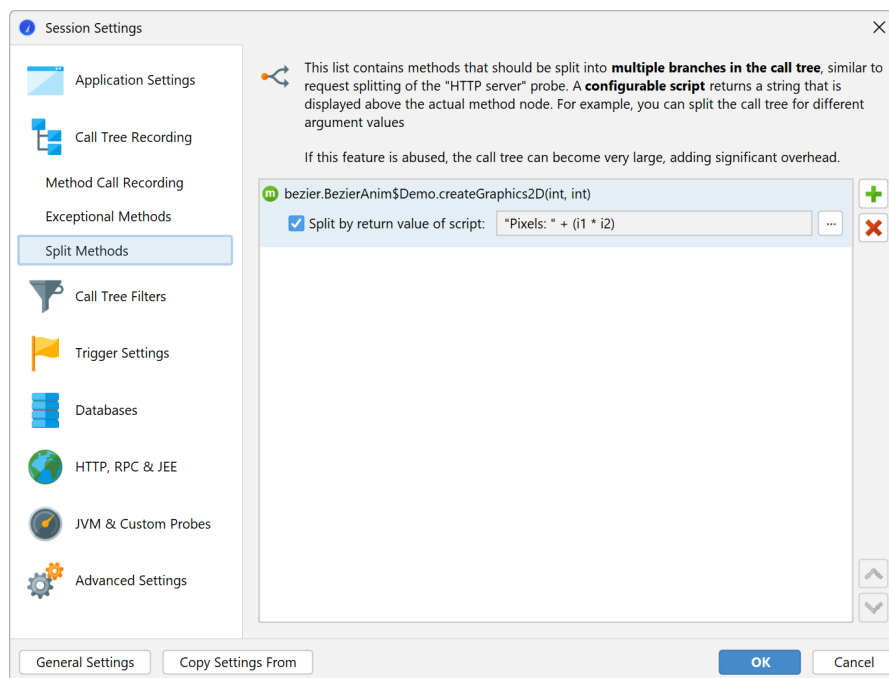 Session Settings
Application Settings
Call Tree Recording
Method Call Recording
Exceptional Methods
Split Methods
Call Tree Filters
Trigger Settings
Databases
HTTP, RPC & JEE
JVM & Custom Probes
Advanced Settings
This list contains methods that should be split into multiple branches in the call tree, similar to
request splitting of the "HTTP server" probe. A configurable script returns a string that is
displayed above the actual method node. For example, you can split the call tree for different
argument values
If this feature is abused, the call tree can become very large, adding significant overhead.
m bezier.BezierAnim$Demo.createGraphics2D(int, int)
Split by return value of script: "Pixels: " + (i1 * i2) ...
General Settings Copy Settings From OK Cancel